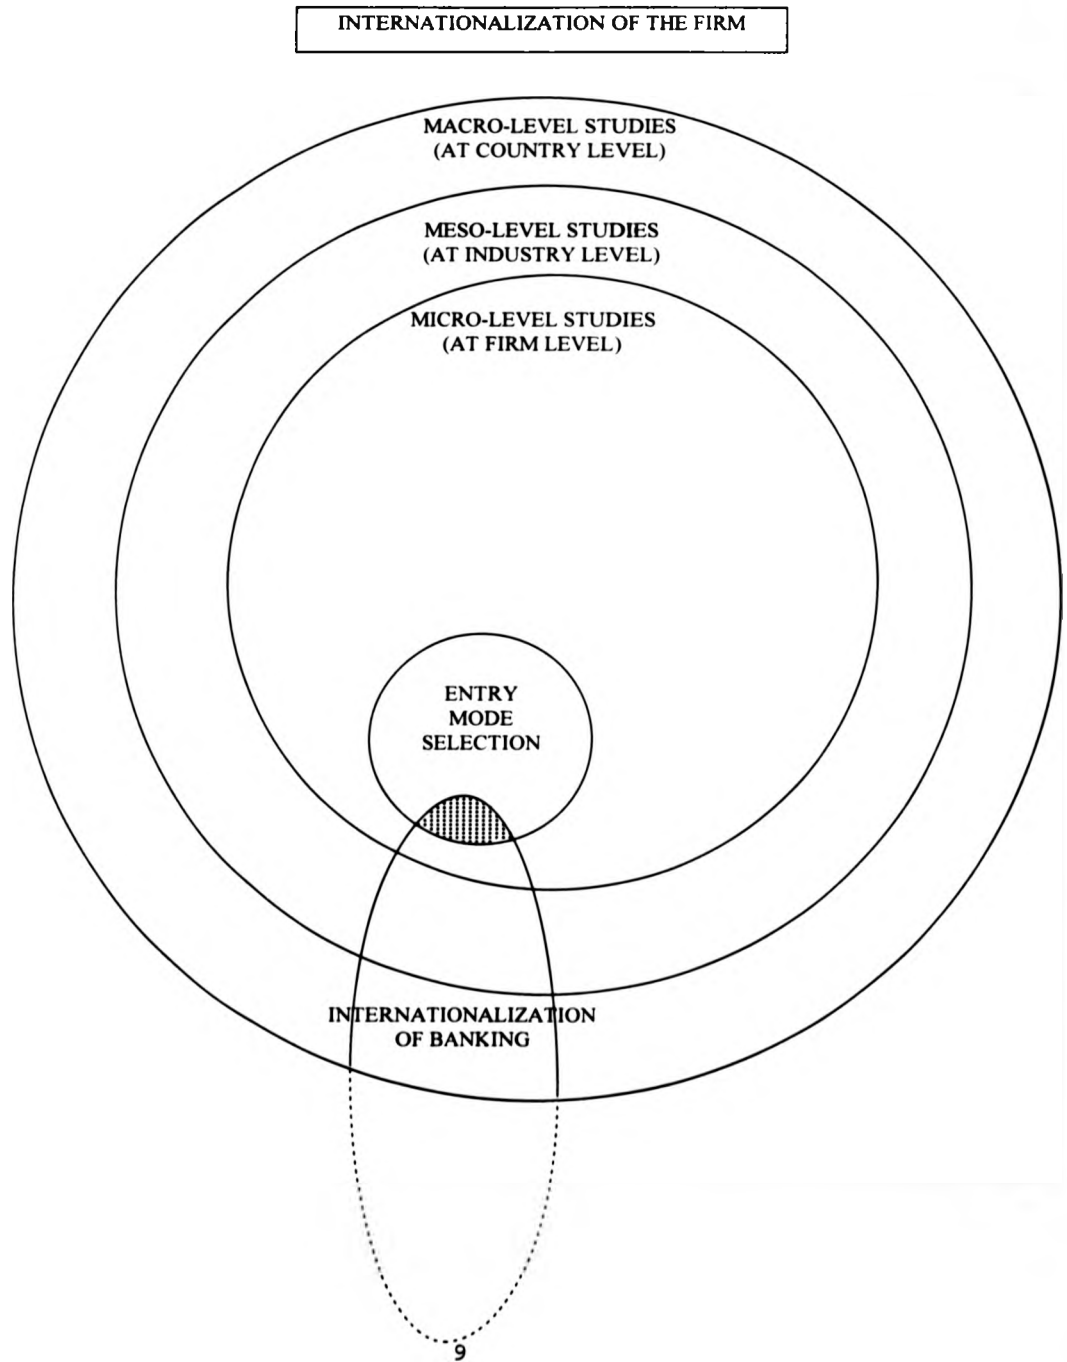 INTERNATIONALIZATION OF THE FIRM
MACRO-LEVEL STUDIES
(AT COUNTRY LEVEL)
MESO-LEVEL STUDIES
(AT INDUSTRY LEVEL)
MICRO-LEVEL STUDIES
(AT FIRM LEVEL)
ENTRY
MODE
SELECTION
INTERNATIONALIZATION
OF BANKING
9